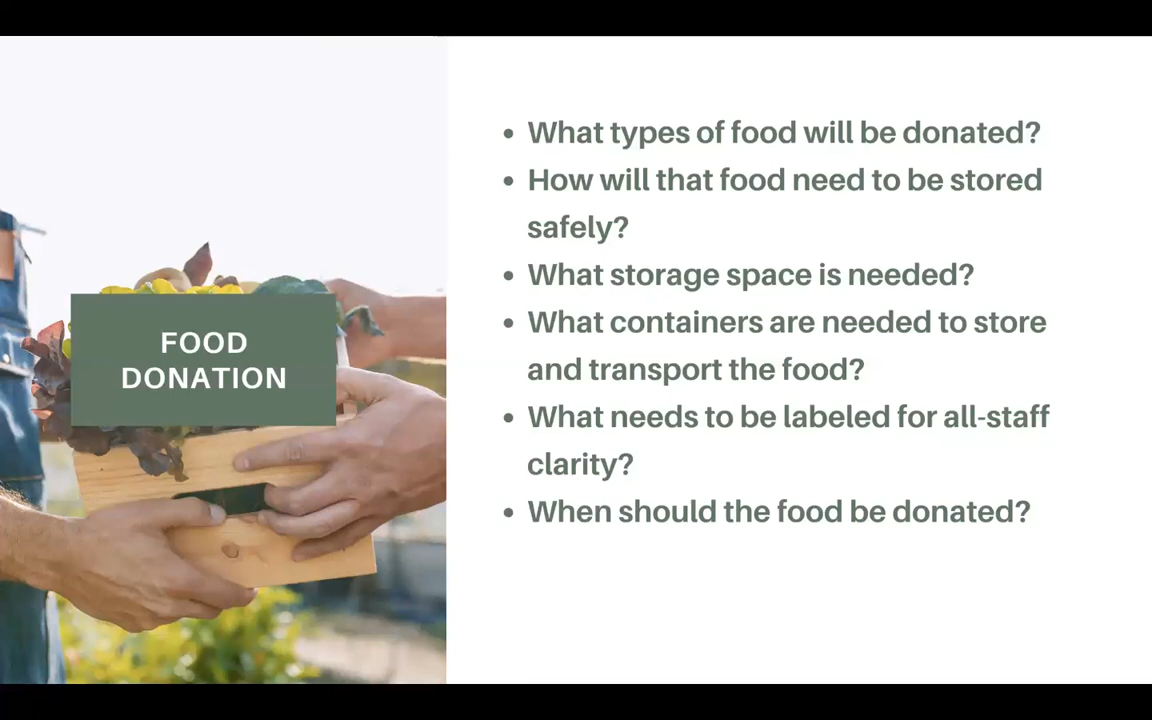 FOOD
DONATION
• What types of food will be donated?
• How will that food need to be stored
safely?
• What storage space is needed?
• What containers are needed to store
and transport the food?
• What needs to be labeled for all-staff
clarity?
• When should the food be donated?